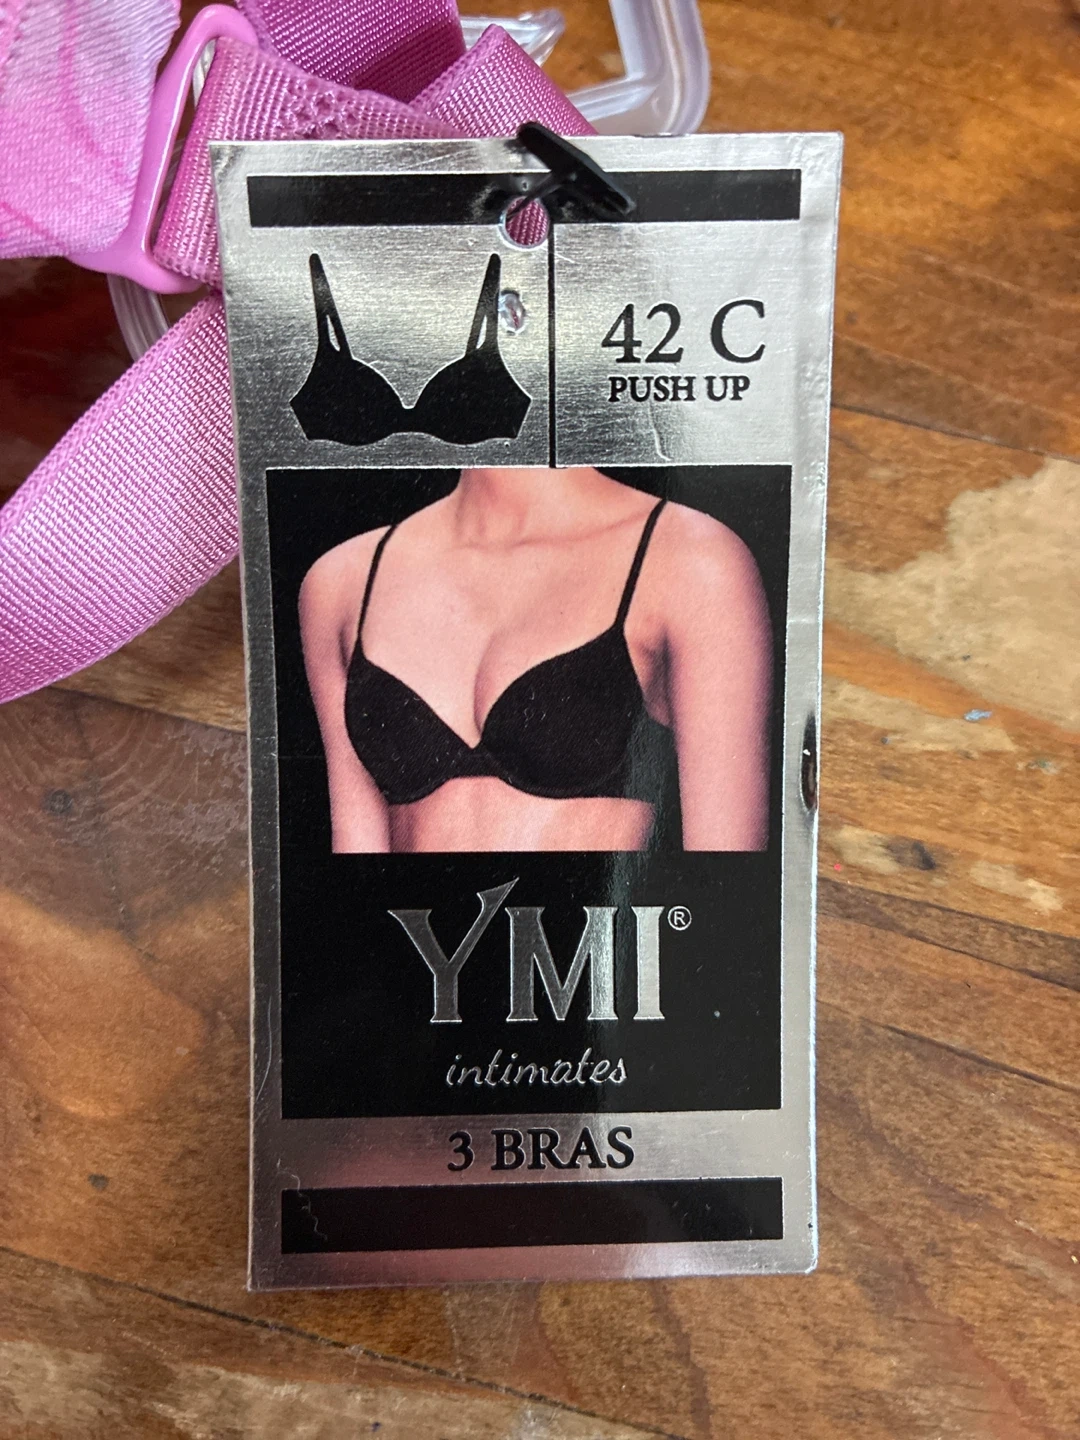 42 C
PUSH UP
YMI®
intimates
3 BRAS